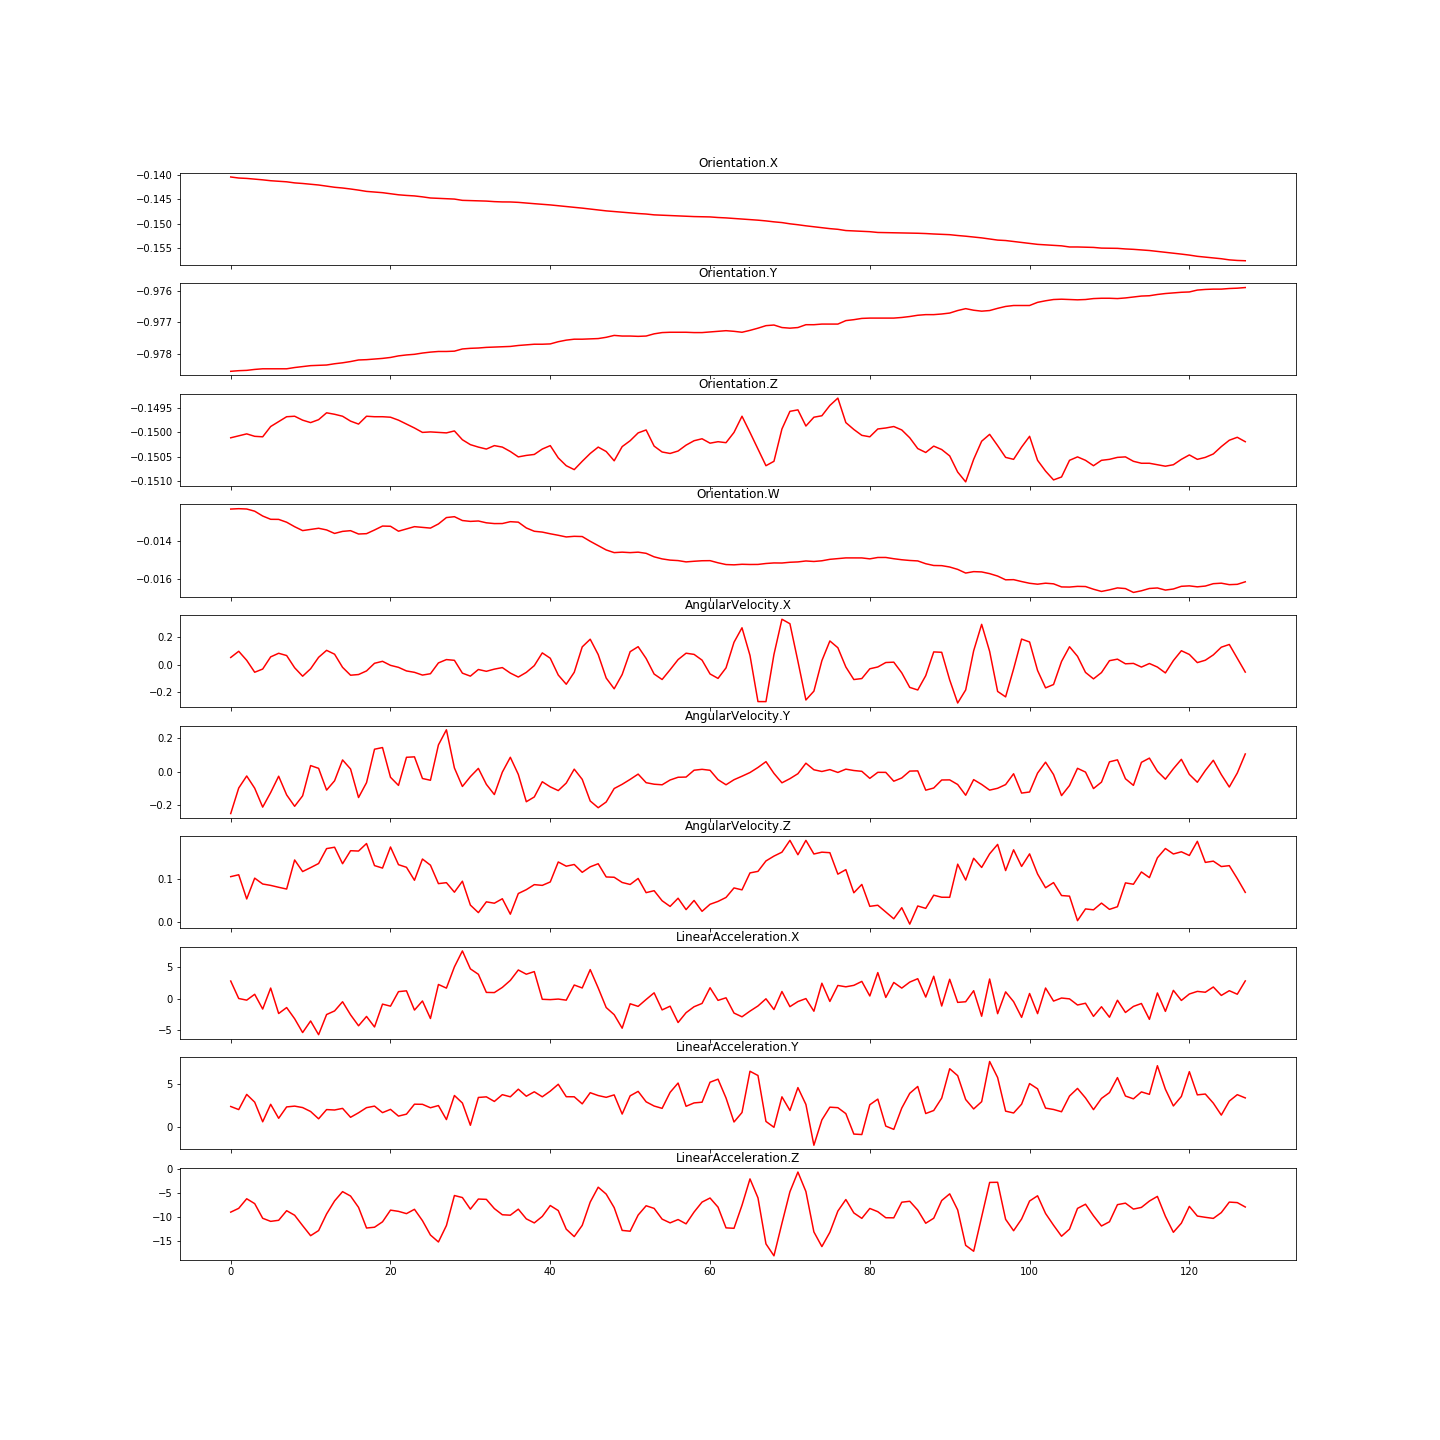 Orientation.X
−0.140
−0.145
−0.150
−0.155
Orientation.Y
−0.976
−0.977
−0.978
Orientation.Z
−0.1495
−0.1500
−0.1505
−0.1510
Orientation.W
−0.014
−0.016
AngularVelocity.X
0.2
0.0
−0.2
AngularVelocity.Y
0.2
0.0
−0.2
AngularVelocity.Z
0.1
0.0
LinearAcceleration.X
5
0
−5
LinearAcceleration.Y
5
0
LinearAcceleration.Z
0
−5
−10
−15
0 20 40 60 80 100 120